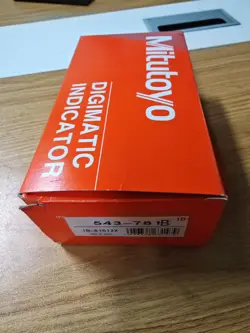 Mitutoyo
DIGIMATIC
INDICATOR
543-781B